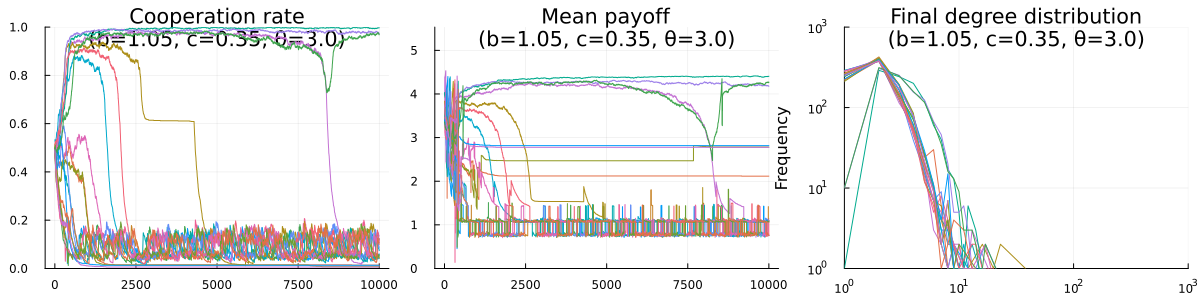 Cooperation rate
(b=1.05, c=0.35, θ=3.0)
1.0
0.8
0.6
0.4
0.2
0.0
0 2500 5000 7500 10000
Mean payoff
(b=1.05, c=0.35, θ=3.0)
5
4
3
2
1
0
0 2500 5000 7500 10000
Final degree distribution
(b=1.05, c=0.35, θ=3.0)
Frequency
10³
10²
10¹
10⁰
10⁰ 10¹ 10² 10³